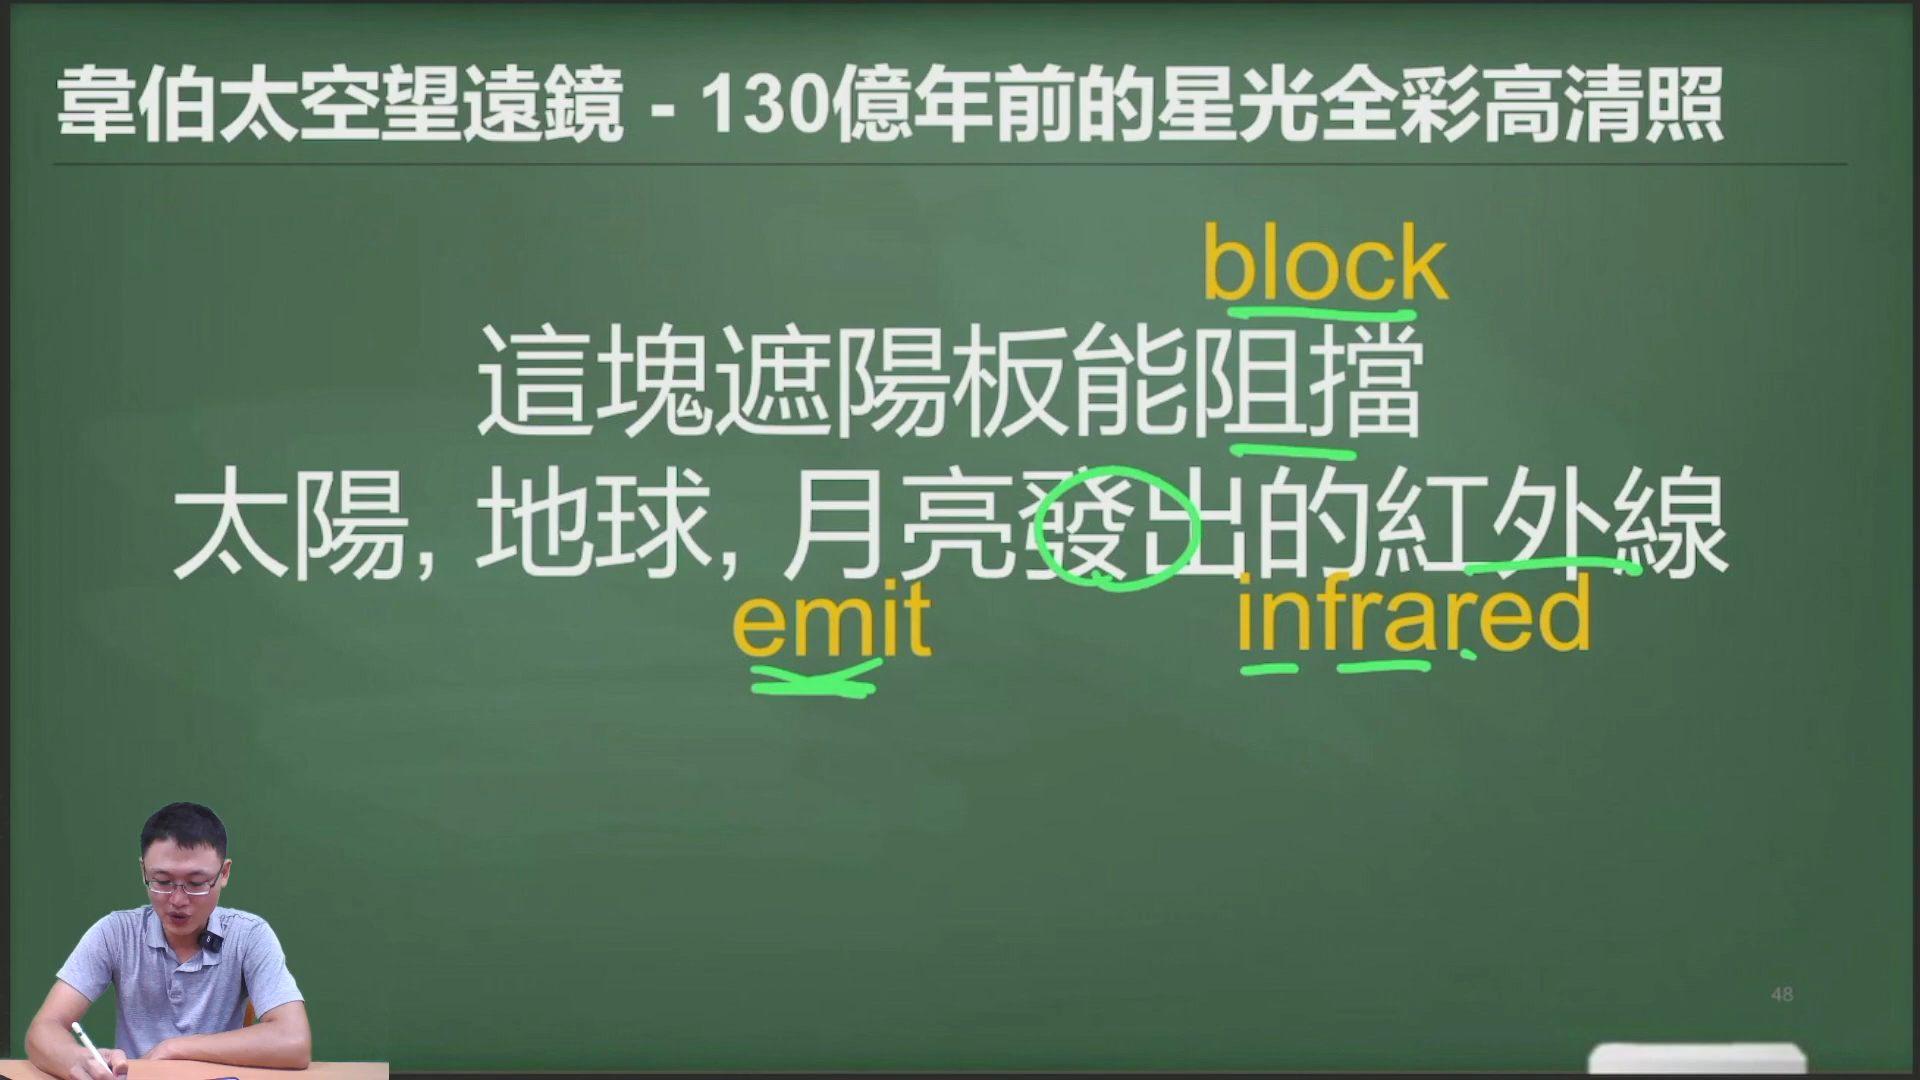 韋伯太空望遠鏡 - 130億年前的星光全彩高清照
block
這塊遮陽板能阻擋
太陽, 地球, 月亮發出的紅外線
emit infrared
48